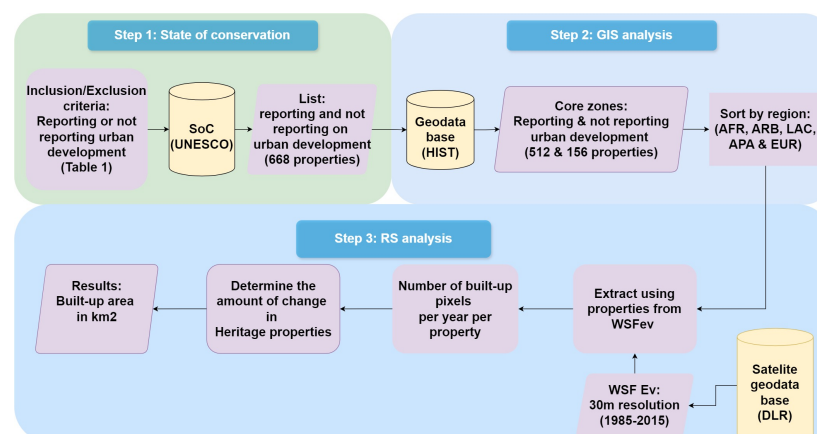 Step 1: State of conservation
Inclusion/Exclusion
criteria:
Reporting or not
reporting urban
development
(Table 1)
SoC
(UNESCO)
List:
reporting and not
reporting on
urban development
(668 properties)
Step 2: GIS analysis
Geodata
base
(HIST)
Core zones:
Reporting & not reporting
urban development
(512 & 156 properties)
Sort by region:
(AFR, ARB, LAC,
APA & EUR)
Step 3: RS analysis
Results:
Built-up area
in km2
Determine the
amount of change
in
Heritage properties
Number of built-up
pixels
per year per
property
Extract using
properties from
WSFev
WSF Ev:
30m resolution
(1985-2015)
Satelite
geodata
base
(DLR)